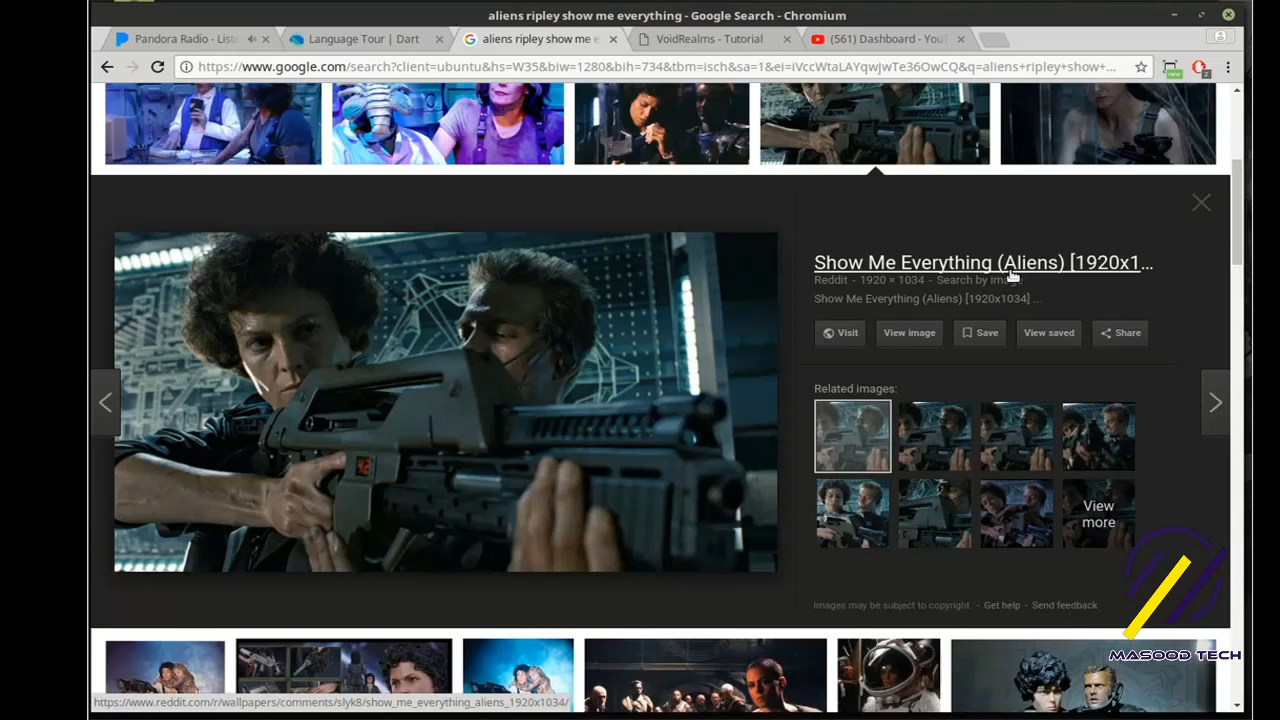 aliens ripley show me everything - Google Search - Chromium
Pandora Radio - List
Language Tour | Dart
aliens ripley show me e
VoidRealms - Tutorial
(561) Dashboard - You
https://www.google.com/search?client=ubuntu&hs=W35&biw=1280&bih=734&tbm=isch&sa=1&ei=iVccWtaLAYqwjwTe36OwCQ&q=aliens+ripley+show+...
new
2
Show Me Everything (Aliens) [1920x1...
Reddit - 1920 × 1034 - Search by image
Show Me Everything (Aliens) [1920x1034] ...
Visit
View image
Save
View saved
Share
Related images:
View
more
Images may be subject to copyright. - Get help - Send feedback
MASOOD TECH
https://www.reddit.com/r/wallpapers/comments/slyk8/show_me_everything_aliens_1920x1034/